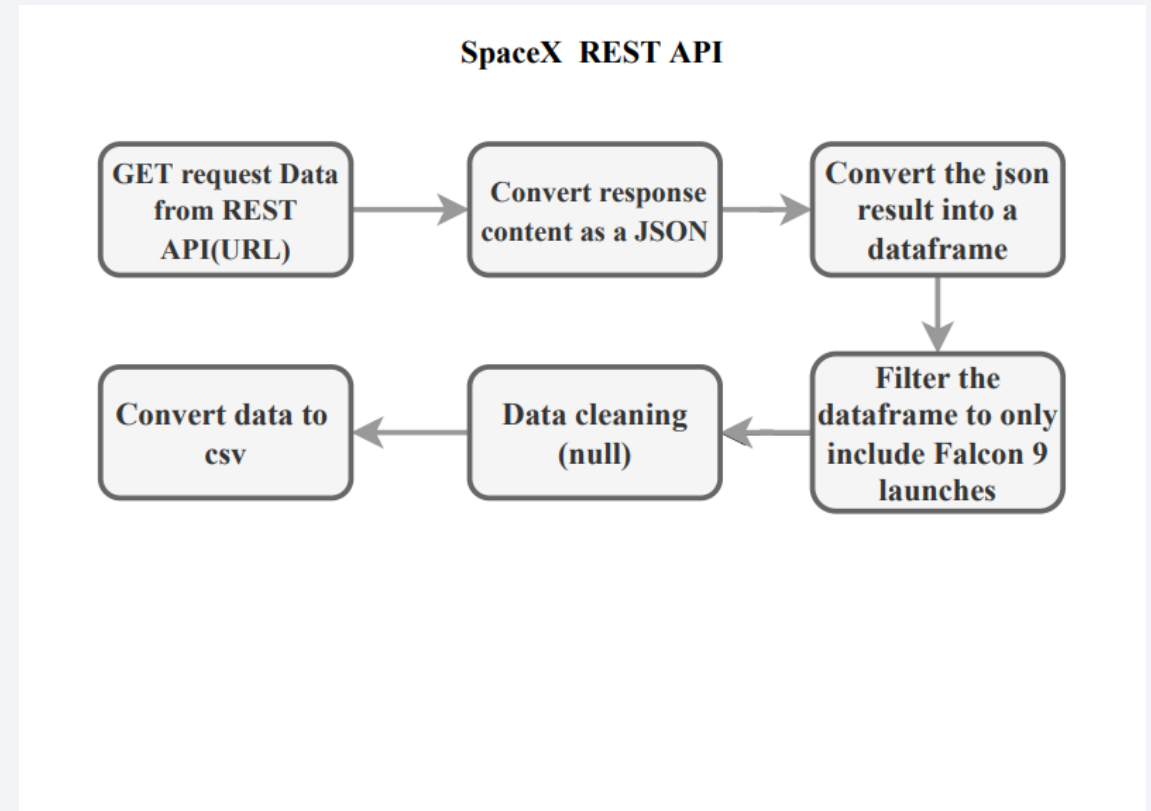 SpaceX  REST API
GET request Data
from REST
API(URL)
Convert response
content as a JSON
Convert the json
result into a
dataframe
Filter the
dataframe to only
include Falcon 9
launches
Data cleaning
(null)
Convert data to
csv